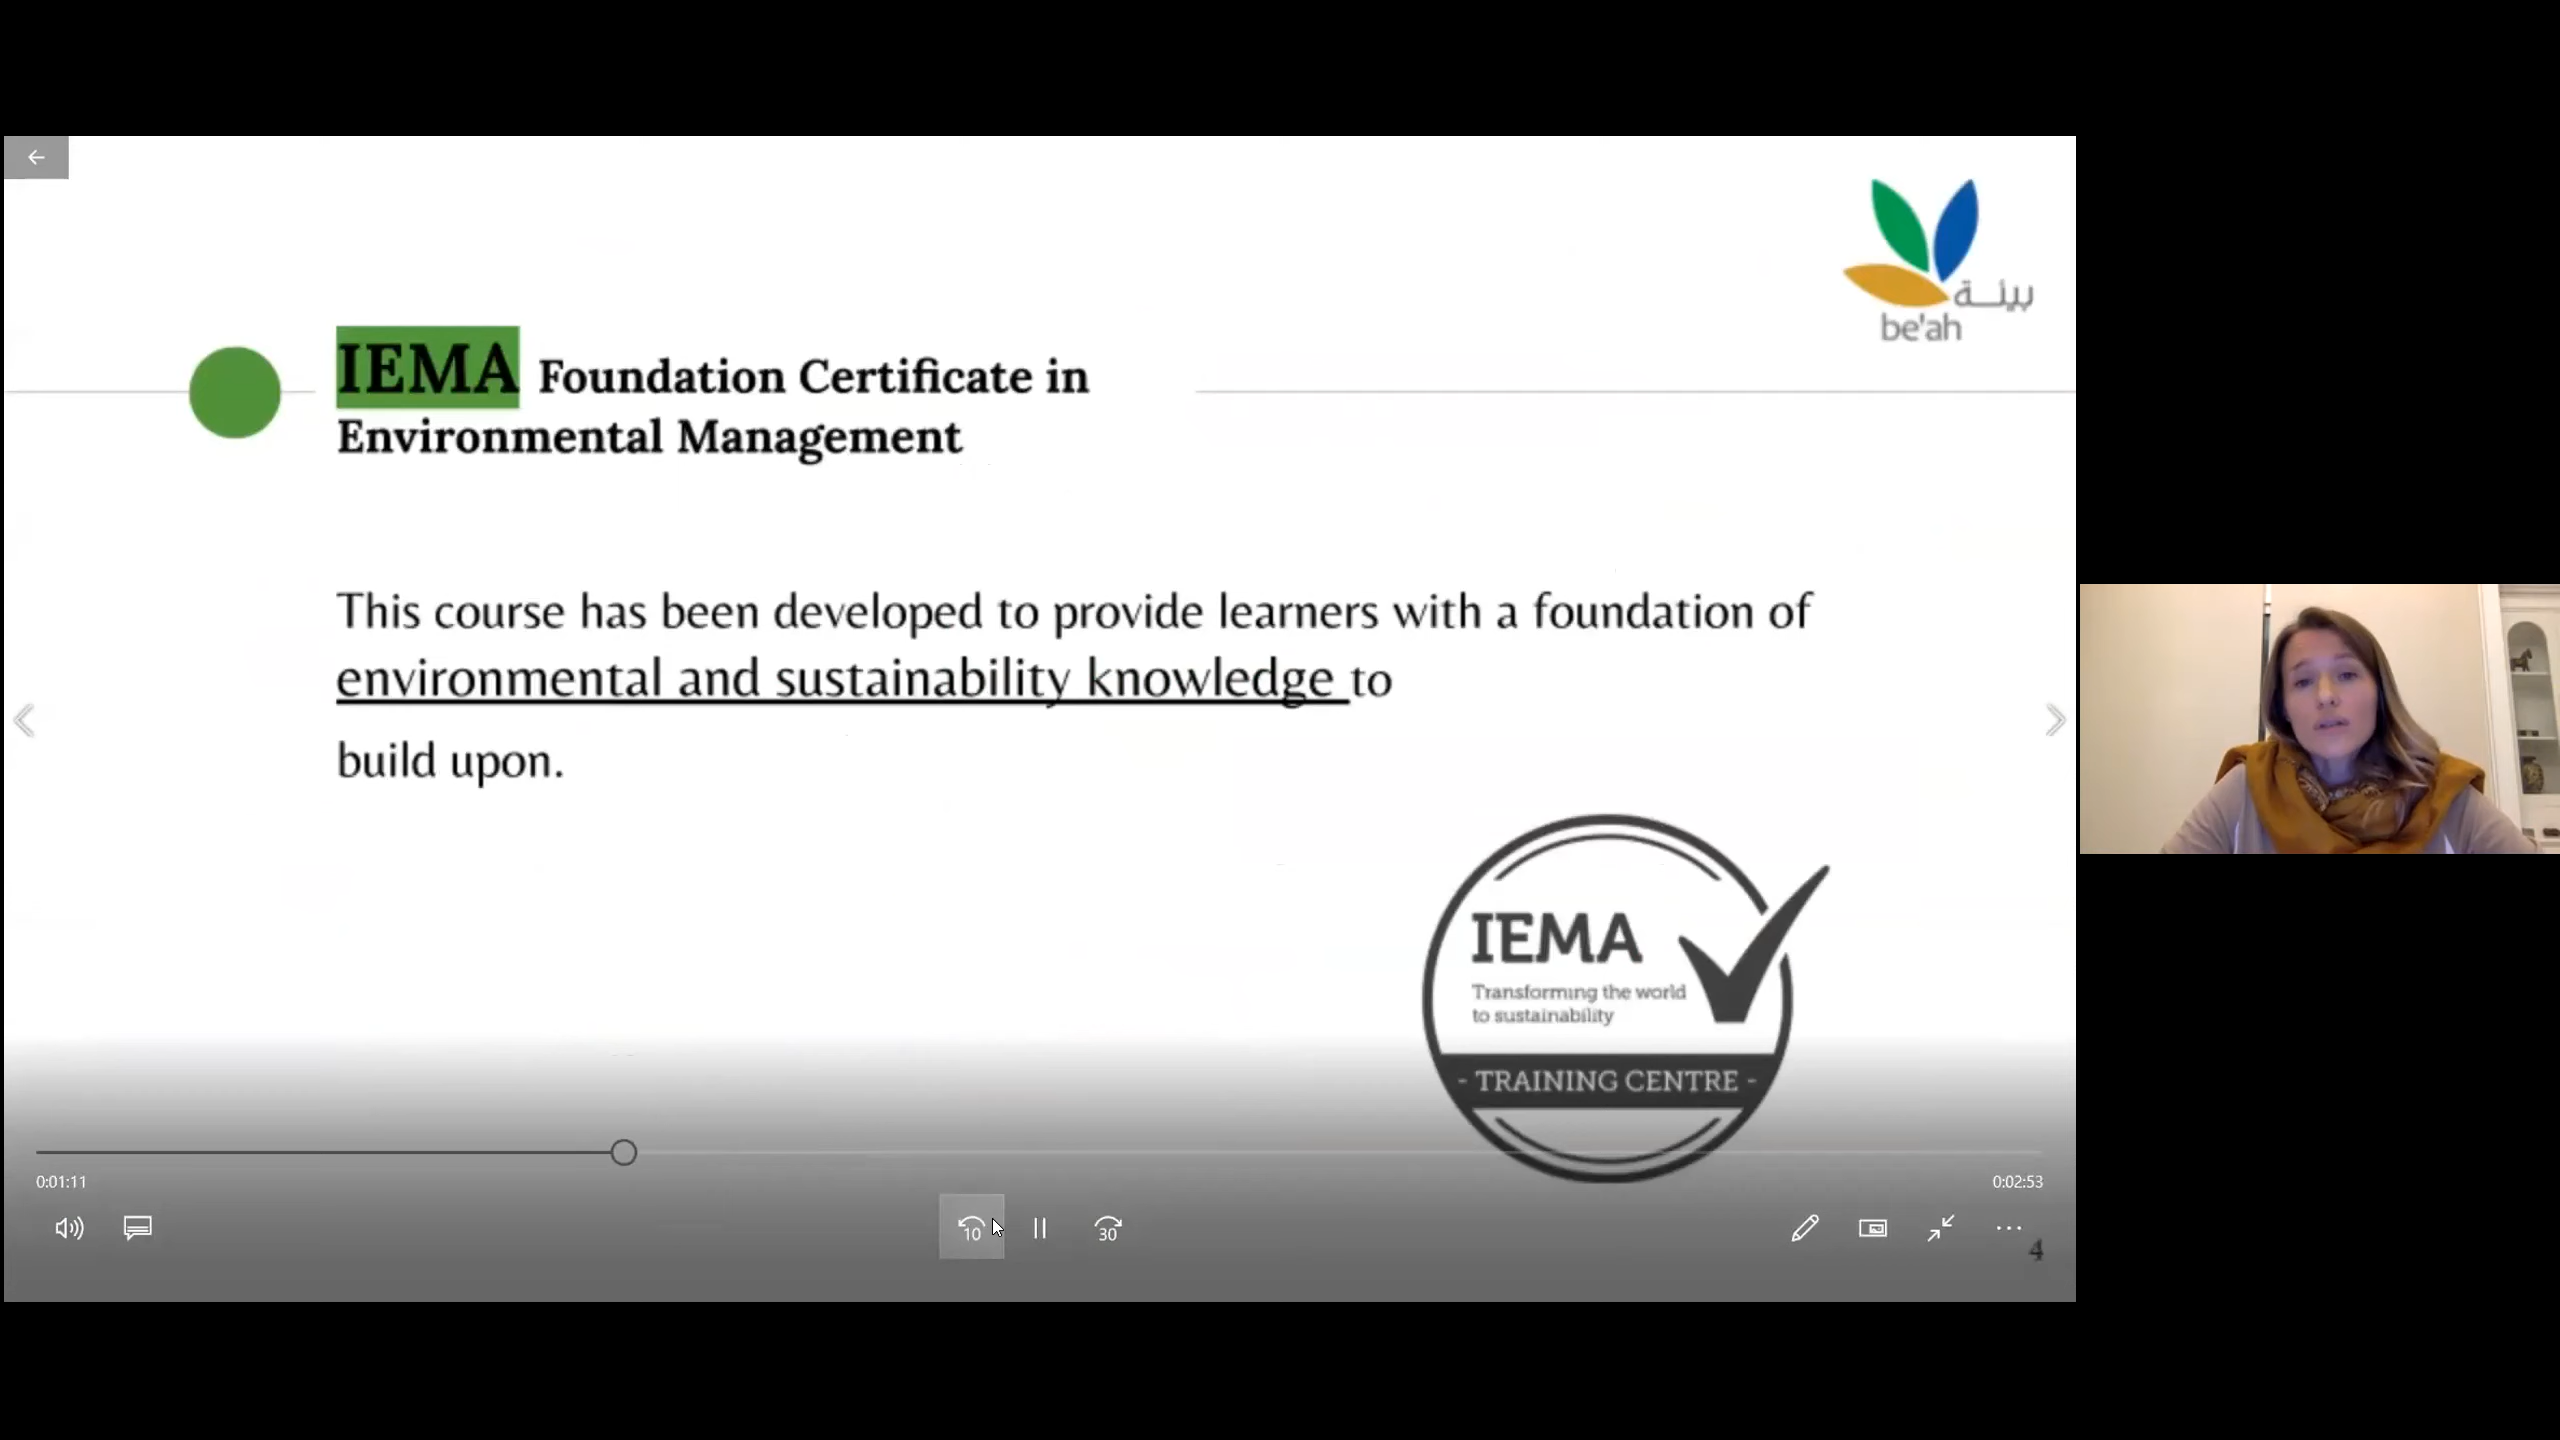 بيئة
be'ah
IEMA Foundation Certificate in
Environmental Management
This course has been developed to provide learners with a foundation of
environmental and sustainability knowledge to
build upon.
IEMA
Transforming the world
to sustainability
- TRAINING CENTRE -
0:01:11
0:02:53
10
30
4